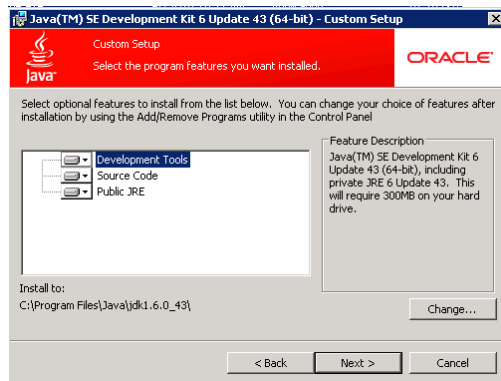 Java(TM) SE Development Kit 6 Update 43 (64-bit) - Custom Setup
Custom Setup
Select the program features you want installed.
Java
ORACLE
Select optional features to install from the list below. You can change your choice of features after
installation by using the Add/Remove Programs utility in the Control Panel
Development Tools
Source Code
Public JRE
Feature Description
Java(TM) SE Development Kit 6
Update 43 (64-bit), including
private JRE 6 Update 43. This
will require 300MB on your hard
drive.
Install to:
C:\Program Files\Java\jdk1.6.0_43\
Change...
< Back
Next >
Cancel